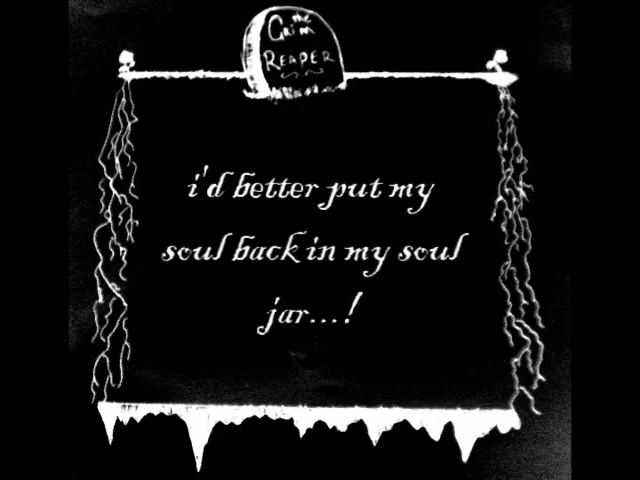 The
Grim
REAPER
i'd better put my
soul back in my soul
jar...!